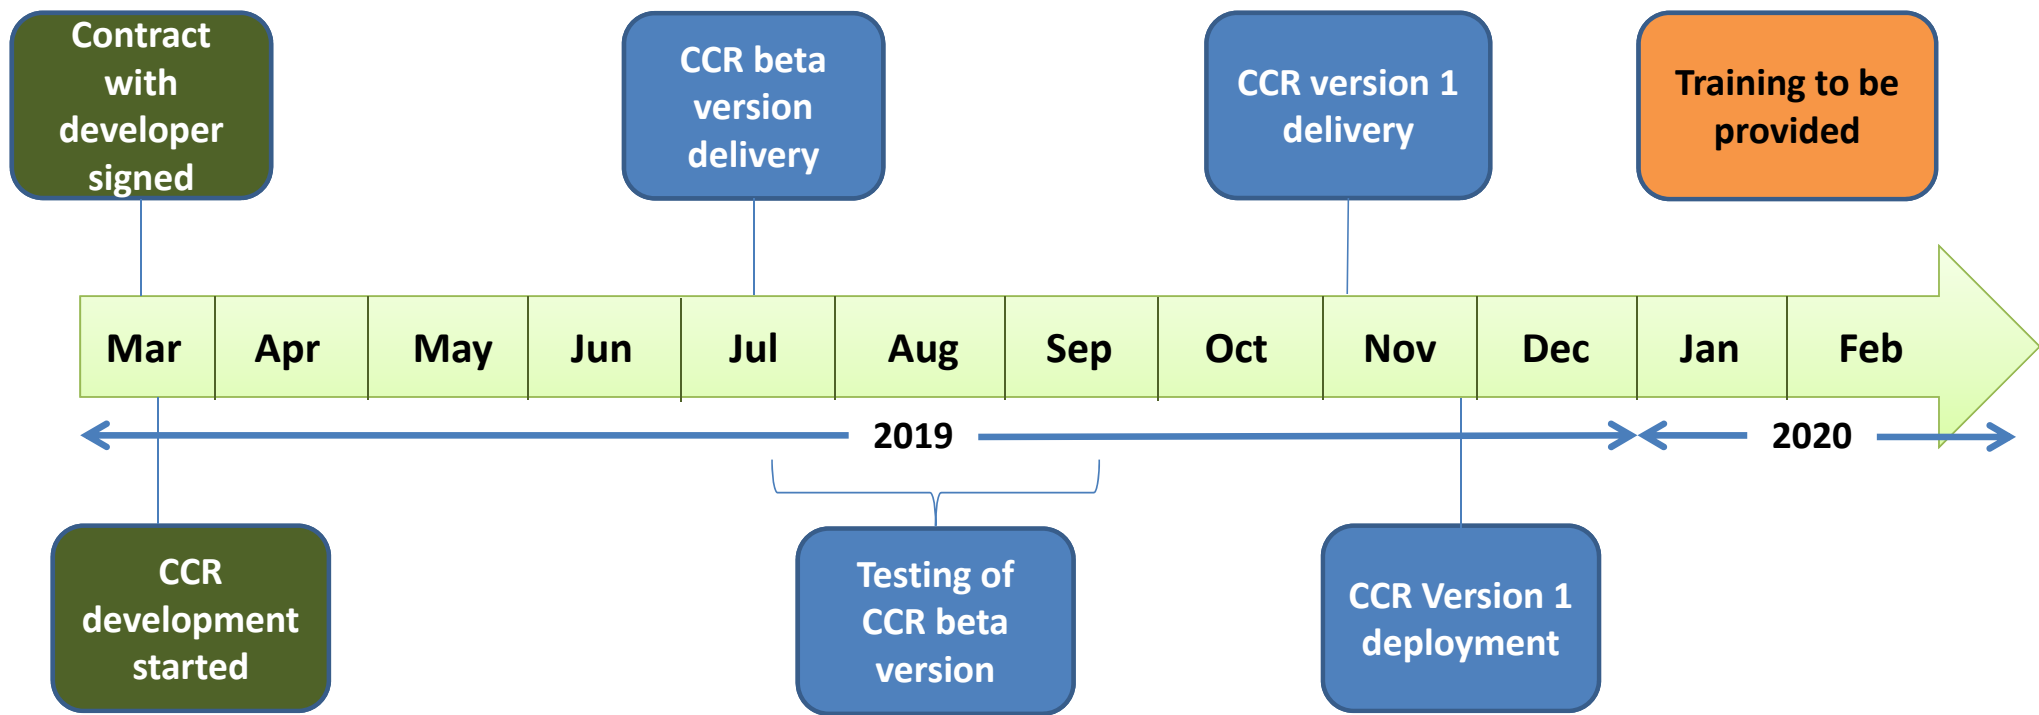 Contract
with
developer
signed
CCR beta
version
delivery
CCR version 1
delivery
Training to be
provided
Mar Apr May Jun Jul Aug Sep Oct Nov Dec Jan Feb
2019 2020
CCR
development
started
Testing of
CCR beta
version
CCR Version 1
deployment